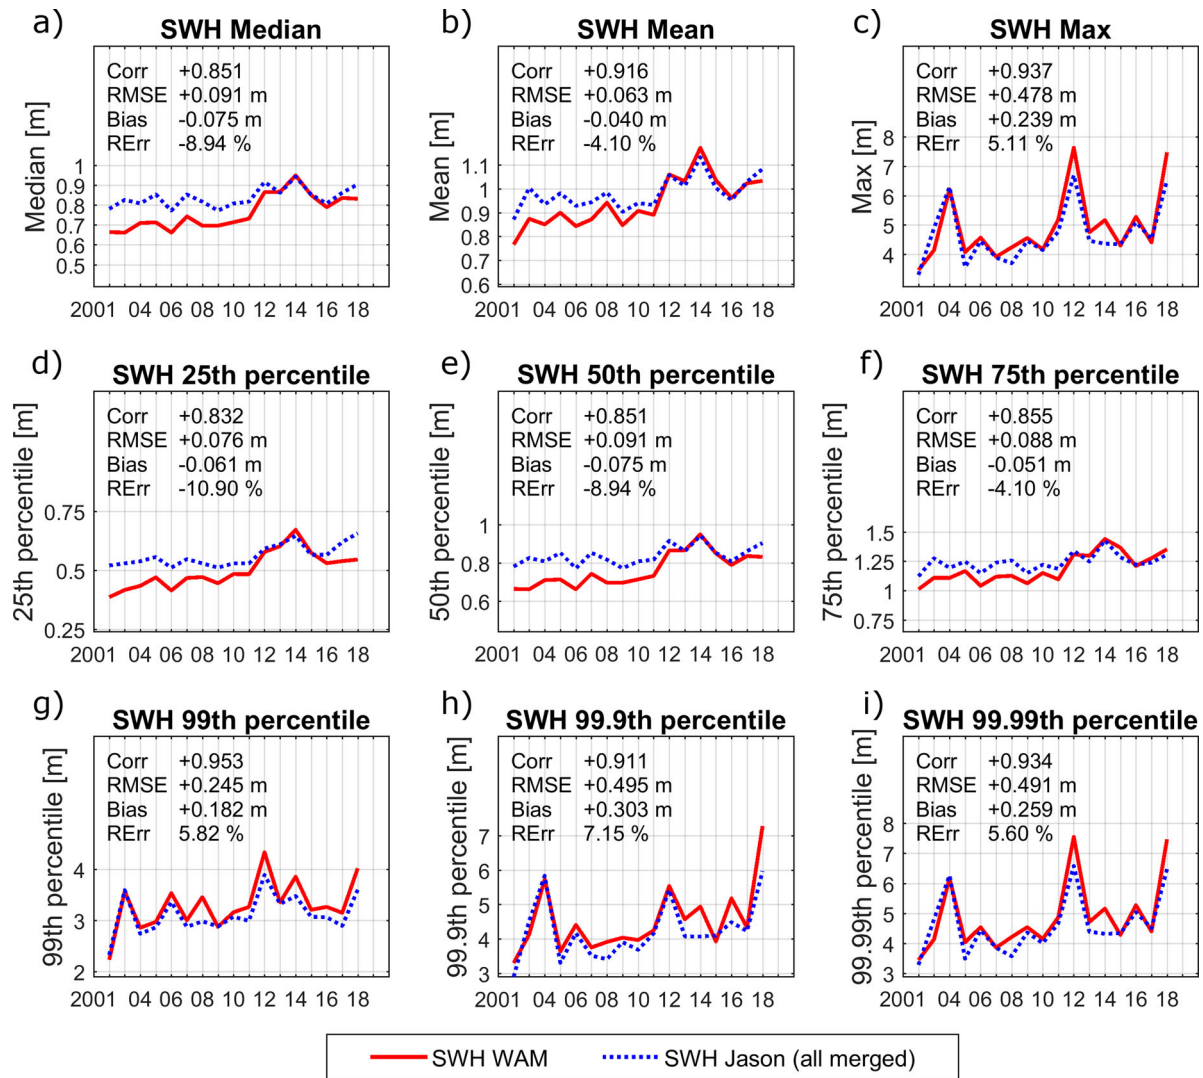 a)
SWH Median
Corr +0.851
RMSE +0.091 m
Bias -0.075 m
RErr -8.94 %
Median [m]
1
0.9
0.8
0.7
0.6
0.5
2001 04 06 08 10 12 14 16 18
b)
SWH Mean
Corr +0.916
RMSE +0.063 m
Bias -0.040 m
RErr -4.10 %
Mean [m]
1.1
1.0
0.9
0.8
0.7
0.6
2001 04 06 08 10 12 14 16 18
c)
SWH Max
Corr +0.937
RMSE +0.478 m
Bias +0.239 m
RErr 5.11 %
Max [m]
8
7
6
5
4
2001 04 06 08 10 12 14 16 18
d)
SWH 25th percentile
Corr +0.832
RMSE +0.076 m
Bias -0.061 m
RErr -10.90 %
25th percentile [m]
0.75
0.5
0.25
2001 04 06 08 10 12 14 16 18
e)
SWH 50th percentile
Corr +0.851
RMSE +0.091 m
Bias -0.075 m
RErr -8.94 %
50th percentile [m]
1
0.8
0.6
2001 04 06 08 10 12 14 16 18
f)
SWH 75th percentile
Corr +0.855
RMSE +0.088 m
Bias -0.051 m
RErr -4.10 %
75th percentile [m]
1.5
1.25
1
0.75
2001 04 06 08 10 12 14 16 18
g)
SWH 99th percentile
Corr +0.953
RMSE +0.245 m
Bias +0.182 m
RErr 5.82 %
99th percentile [m]
4
3
2
2001 04 06 08 10 12 14 16 18
h)
SWH 99.9th percentile
Corr +0.911
RMSE +0.495 m
Bias +0.303 m
RErr 7.15 %
99.9th percentile [m]
7
6
5
4
3
2001 04 06 08 10 12 14 16 18
i)
SWH 99.99th percentile
Corr +0.934
RMSE +0.491 m
Bias +0.259 m
RErr 5.60 %
99.99th percentile [m]
8
7
6
5
4
3
2001 04 06 08 10 12 14 16 18
SWH WAM SWH Jason (all merged)